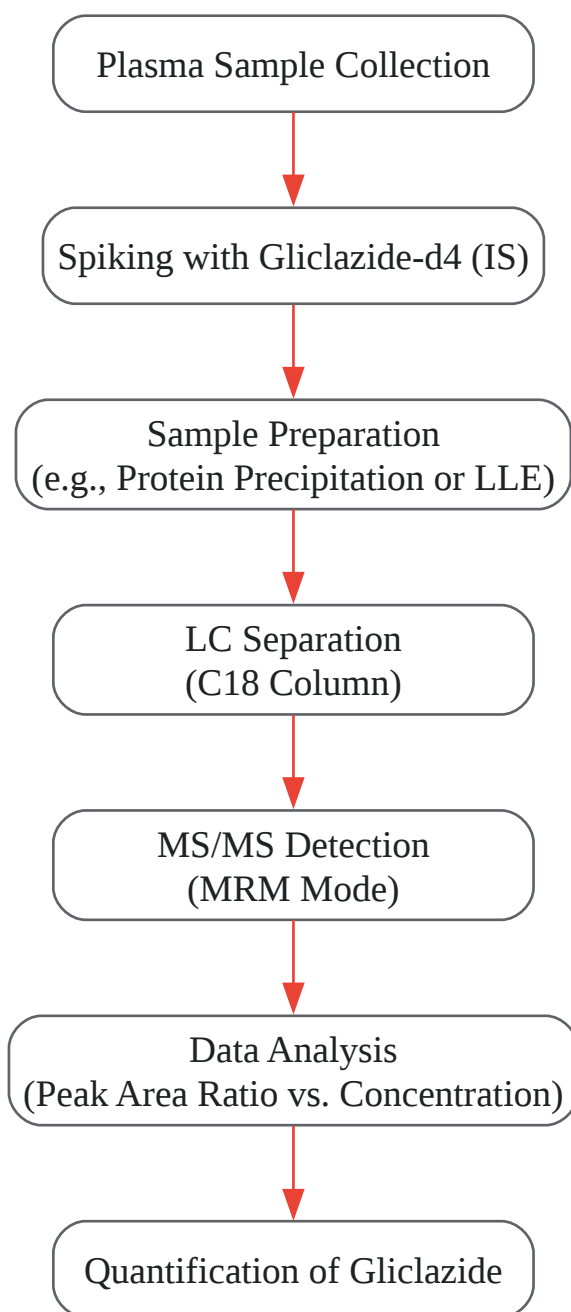 Plasma Sample Collection
Spiking with Gliclazide-d4 (IS)
Sample Preparation
(e.g., Protein Precipitation or LLE)
LC Separation
(C18 Column)
MS/MS Detection
(MRM Mode)
Data Analysis
(Peak Area Ratio vs. Concentration)
Quantification of Gliclazide